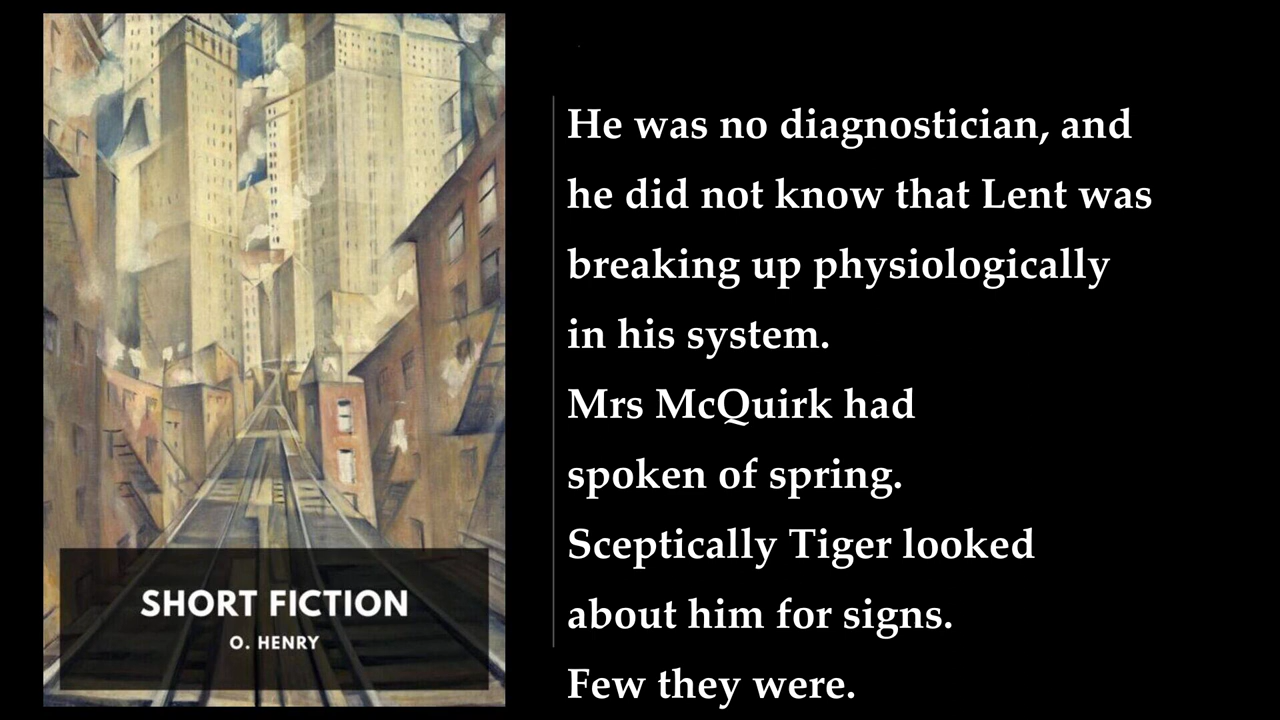 SHORT FICTION
O. HENRY
He was no diagnostician, and
he did not know that Lent was
breaking up physiologically
in his system.
Mrs McQuirk had
spoken of spring.
Sceptically Tiger looked
about him for signs.
Few they were.